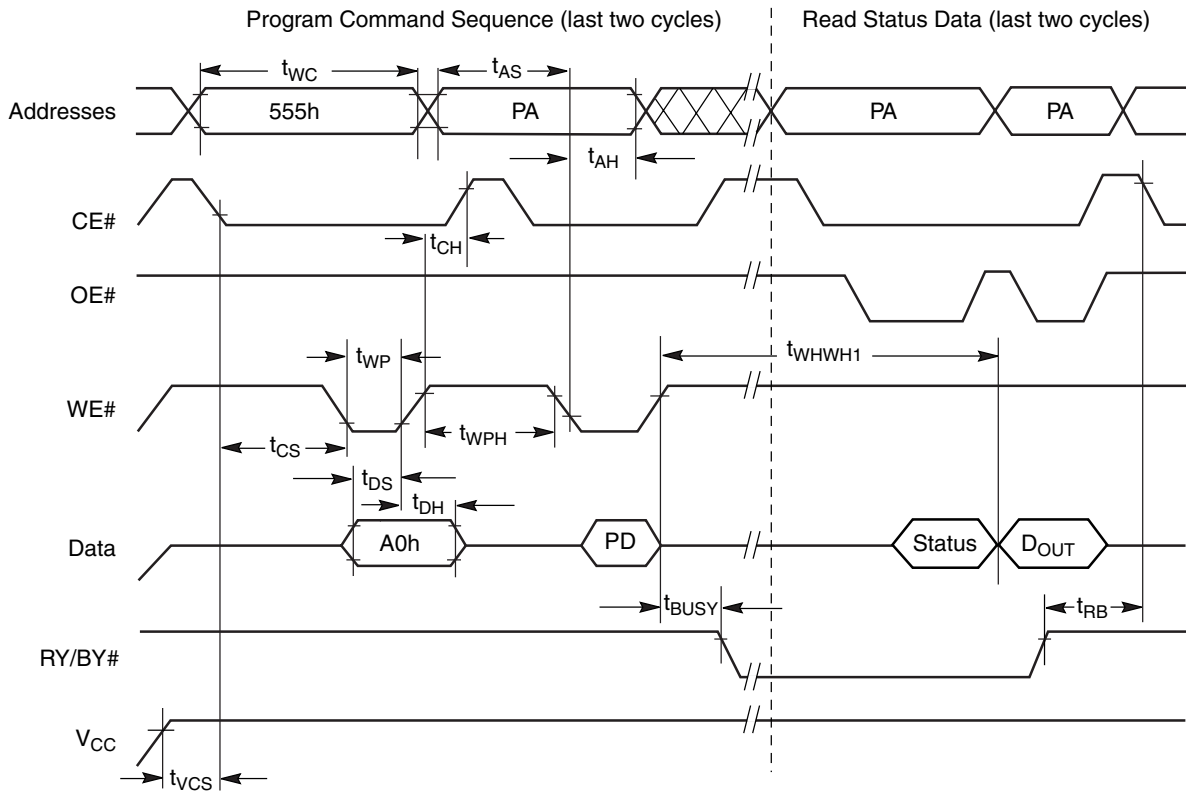 Program Command Sequence (last two cycles)
Read Status Data (last two cycles)
tWC
tAS
Addresses
555h
PA
PA
PA
tAH
CE#
tCH
OE#
tWP
tWHWH1
WE#
tCS
tWPH
tDS
tDH
Data
A0h
PD
Status
DOUT
tBUSY
tRB
RY/BY#
VCC
tVCS